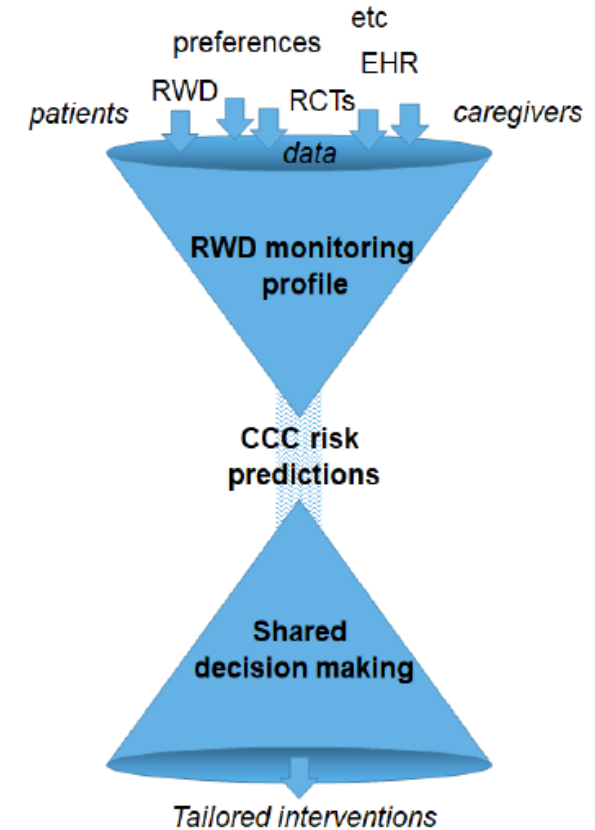 etc
preferences
EHR
RWD
RCTs
patients
caregivers
data
RWD monitoring
profile
CCC risk
predictions
Shared
decision making
Tailored interventions